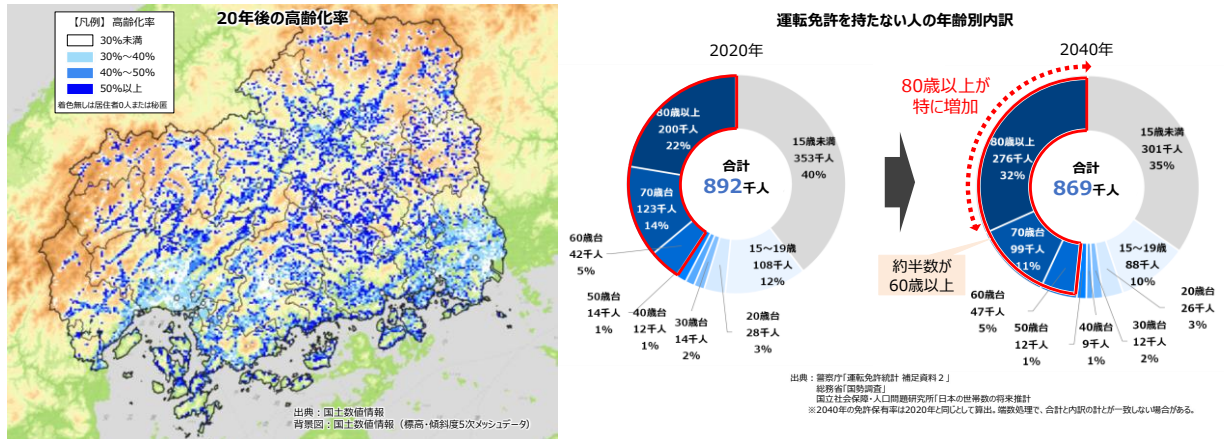 20年後の高齢化率
【凡例】高齢化率
30%未満
30%～40%
40%～50%
50%以上
着色無しは居住者0人または秘匿
出典：国土数値情報
背景図：国土数値情報（標高・傾斜度5次メッシュデータ）
運転免許を持たない人の年齢別内訳
2020年
80歳以上
200千人
22%
70歳台
123千人
14%
60歳台
42千人
5%
50歳台
14千人
1%
40歳台
12千人
1%
30歳台
14千人
2%
20歳台
28千人
3%
15～19歳
108千人
12%
15歳未満
353千人
40%
合計
892千人
2040年
80歳以上が
特に増加
80歳以上
276千人
32%
70歳台
99千人
11%
約半数が
60歳以上
60歳台
47千人
5%
50歳台
12千人
1%
40歳台
9千人
1%
30歳台
12千人
2%
20歳台
26千人
3%
15～19歳
88千人
10%
15歳未満
301千人
35%
合計
869千人
出典：警察庁「運転免許統計 補足資料２」
総務省「国勢調査」
国立社会保障・人口問題研究所「日本の世帯数の将来推計
※2040年の免許保有率は2020年と同じとして算出。端数処理で、合計と内訳の計とが一致しない場合がある。